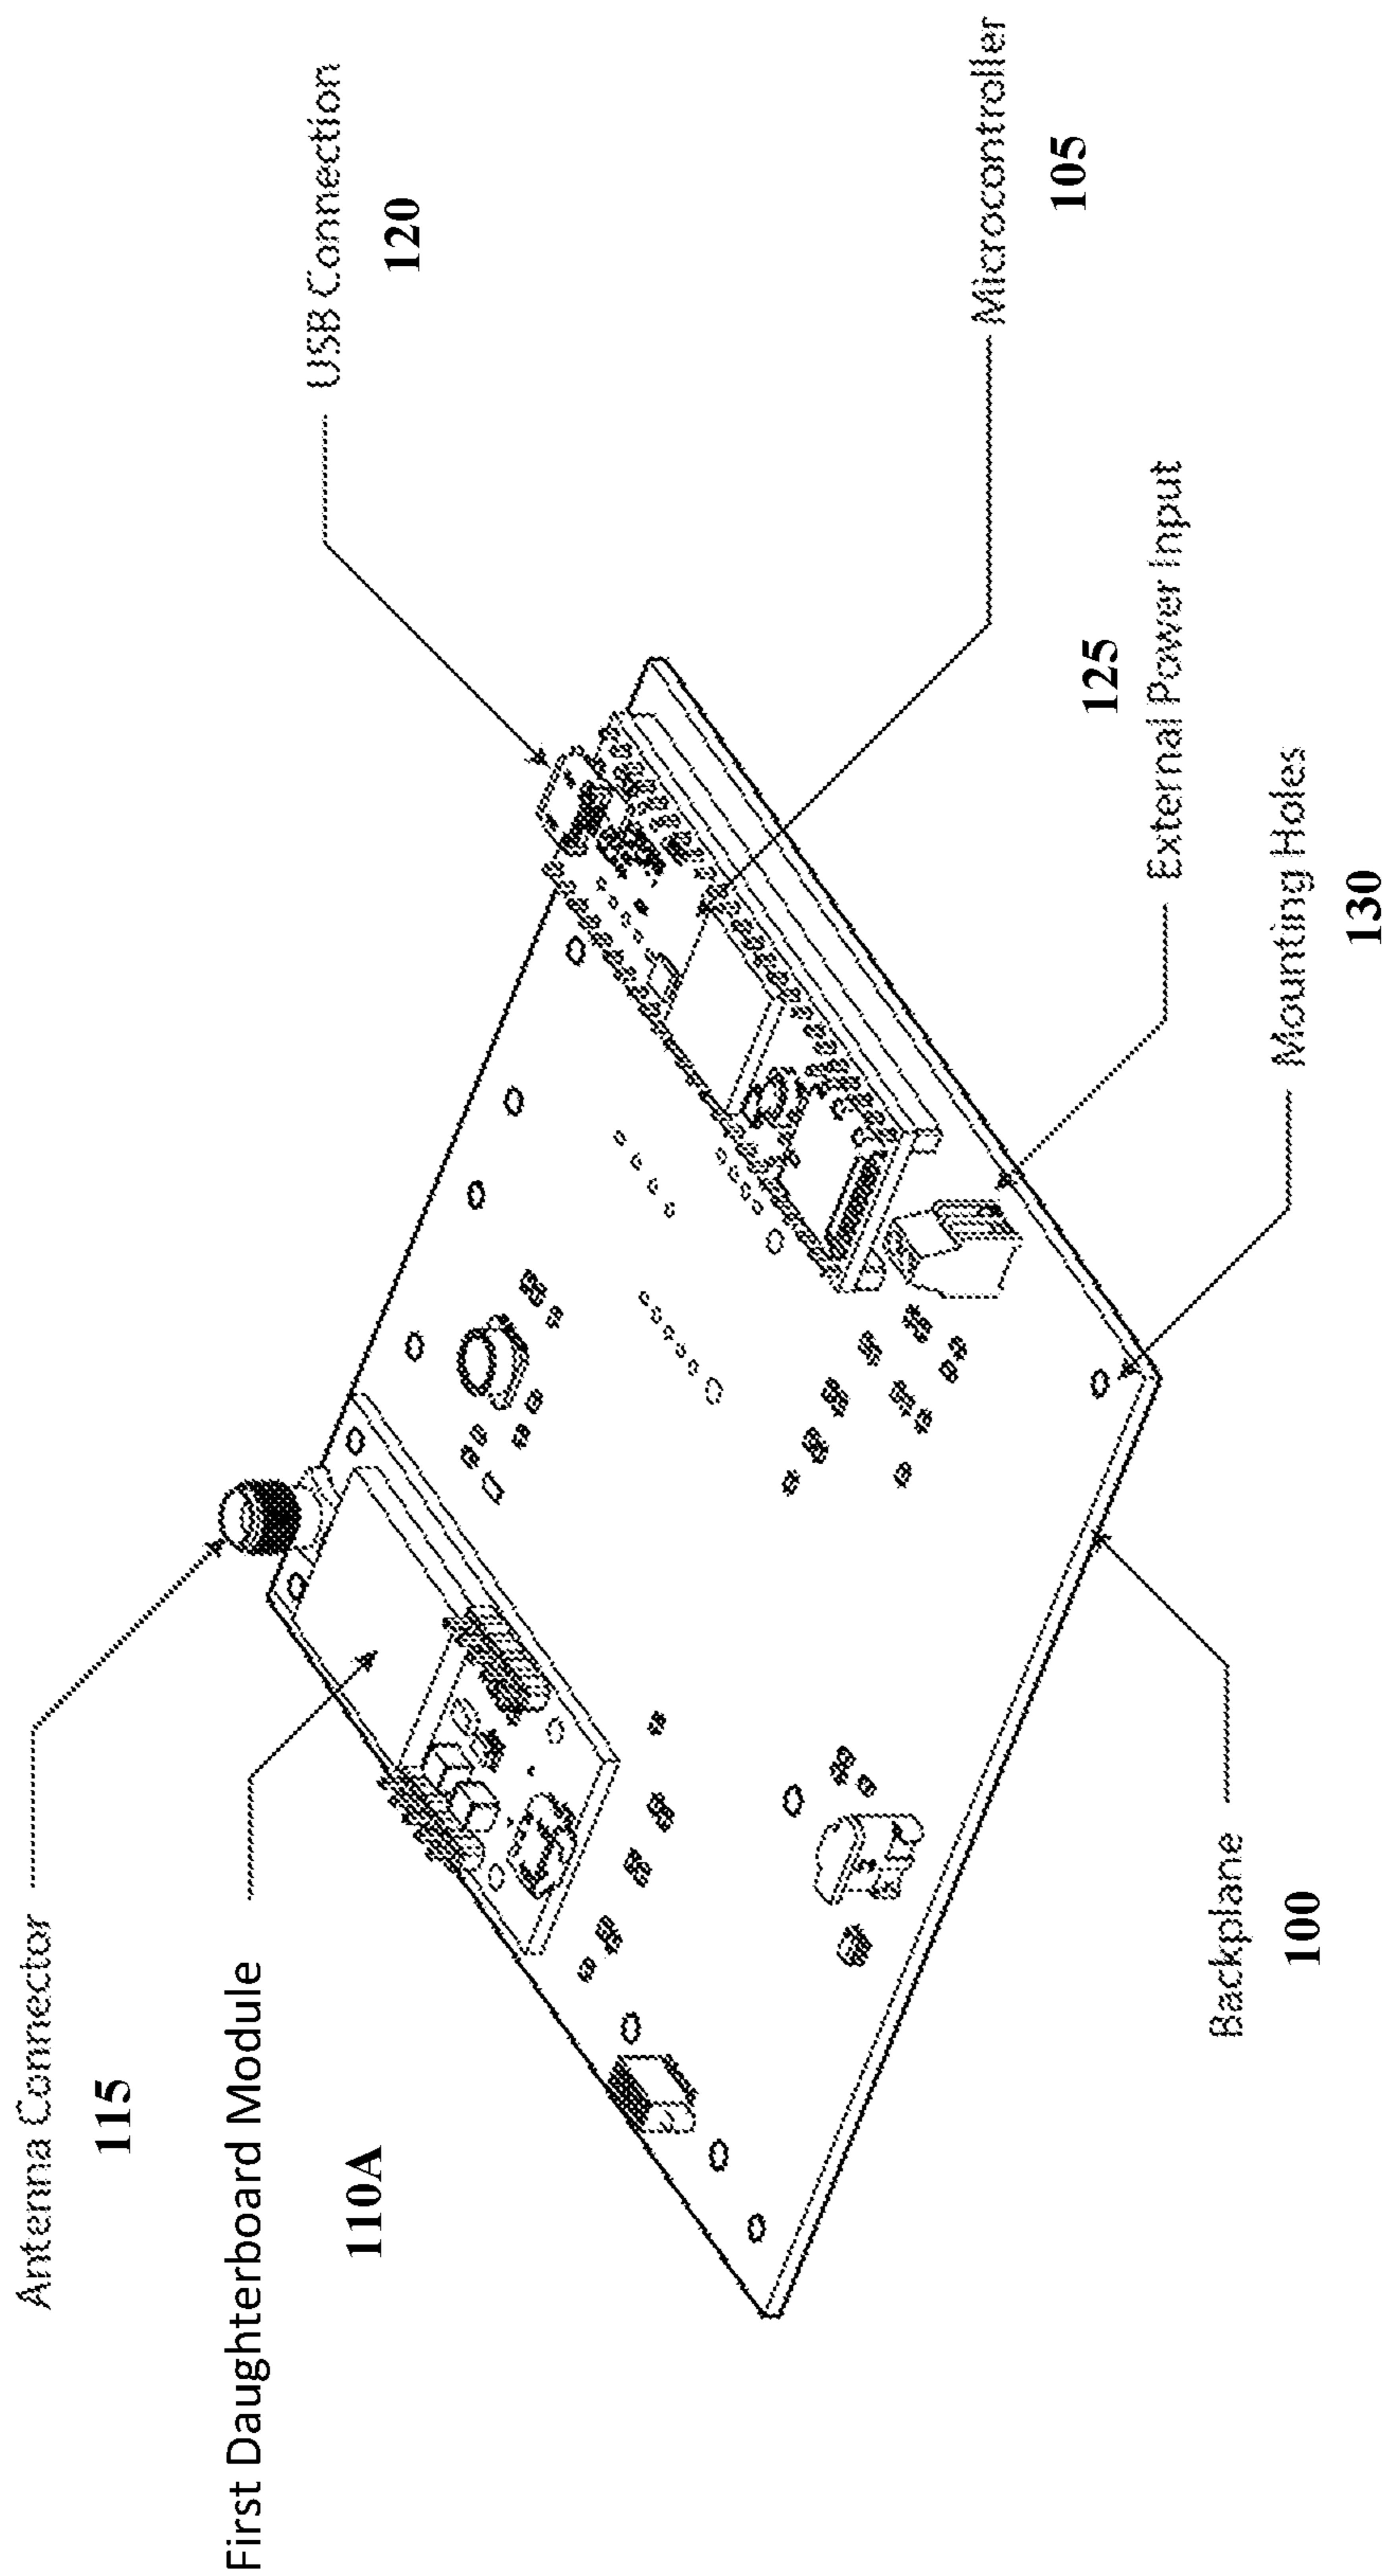 Antenna Connector
115
First Daughterboard Module
110A
USB Connection
120
Microcontroller
105
125
External Power Input
Mounting Holes
130
Backplane
100